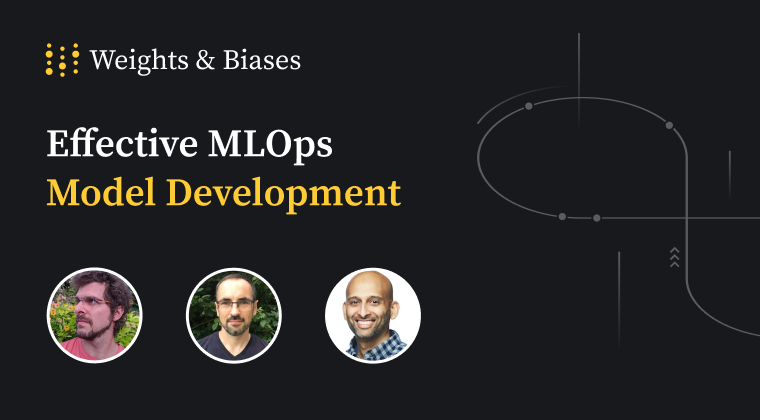 Weights & Biases
Effective MLOps
Model Development